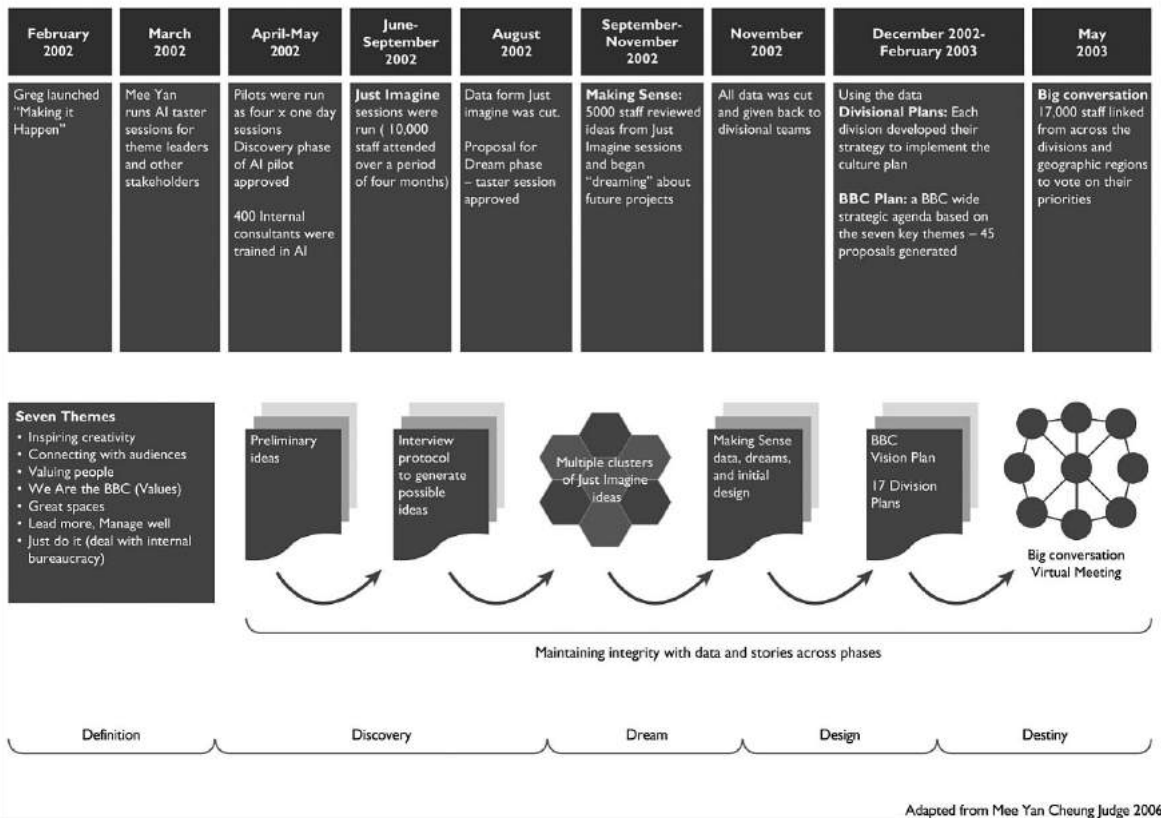 February
2002
March
2002
April-May
2002
June-
September
2002
August
2002
September-
November
2002
November
2002
December 2002-
February 2003
May
2003
Greg launched
“Making it
Happen”
Mee Yan
runs AI taster
sessions for
theme leaders
and other
stakeholders
Pilots were run
as four x one day
sessions
Discovery phase
of AI pilot
approved
400 Internal
consultants were
trained in AI
Just Imagine
sessions were
run ( 10,000
staff attended
over a period
of four months)
Data form Just
imagine was cut.
Proposal for
Dream phase
– taster session
approved
Making Sense:
5000 staff reviewed
ideas from Just
Imagine sessions
and began
“dreaming” about
future projects
All data was cut
and given back to
divisional teams
Using the data
Divisional Plans: Each
division developed their
strategy to implement the
culture plan
BBC Plan: a BBC wide
strategic agenda based on
the seven key themes – 45
proposals generated
Big conversation
17,000 staff linked
from across the
divisions and
geographic regions
to vote on their
priorities
Seven Themes
• Inspiring creativity
• Connecting with audiences
• Valuing people
• We Are the BBC (Values)
• Great spaces
• Lead more, Manage well
• Just do it (deal with internal
bureaucracy)
Preliminary
ideas
Interview
protocol
to generate
possible
ideas
Multiple clusters
of Just Imagine
ideas
Making Sense
data, dreams,
and initial
design
BBC
Vision Plan
17 Division
Plans
Big conversation
Virtual Meeting
Maintaining integrity with data and stories across phases
Definition
Discovery
Dream
Design
Destiny
Adapted from Mee Yan Cheung Judge 2006